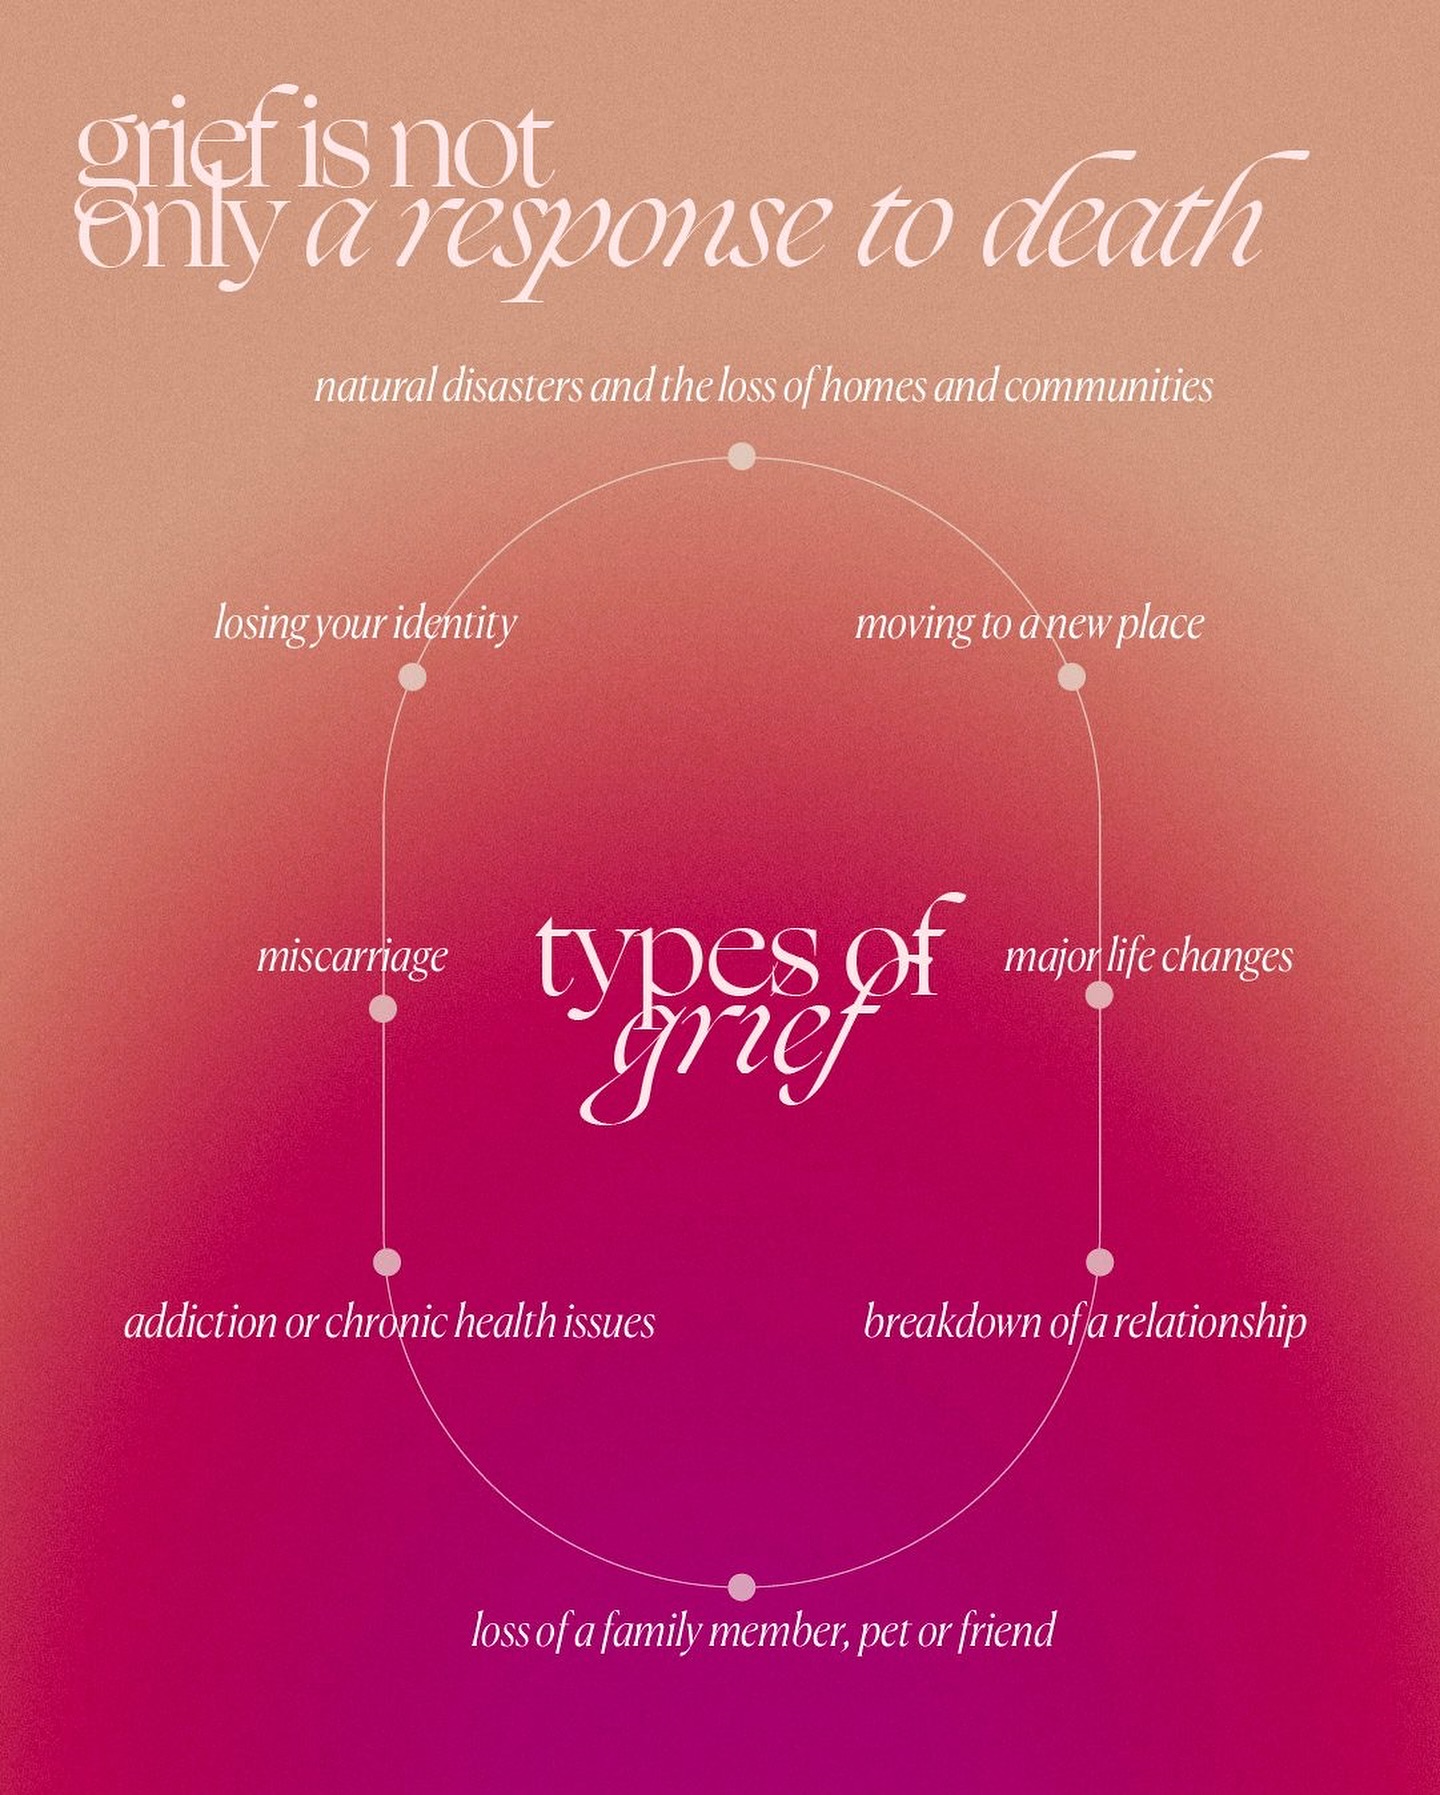 grief is not
only a response to death
natural disasters and the loss of homes and communities
losing your identity
moving to a new place
miscarriage
types of
grief
major life changes
addiction or chronic health issues
breakdown of a relationship
loss of a family member, pet or friend